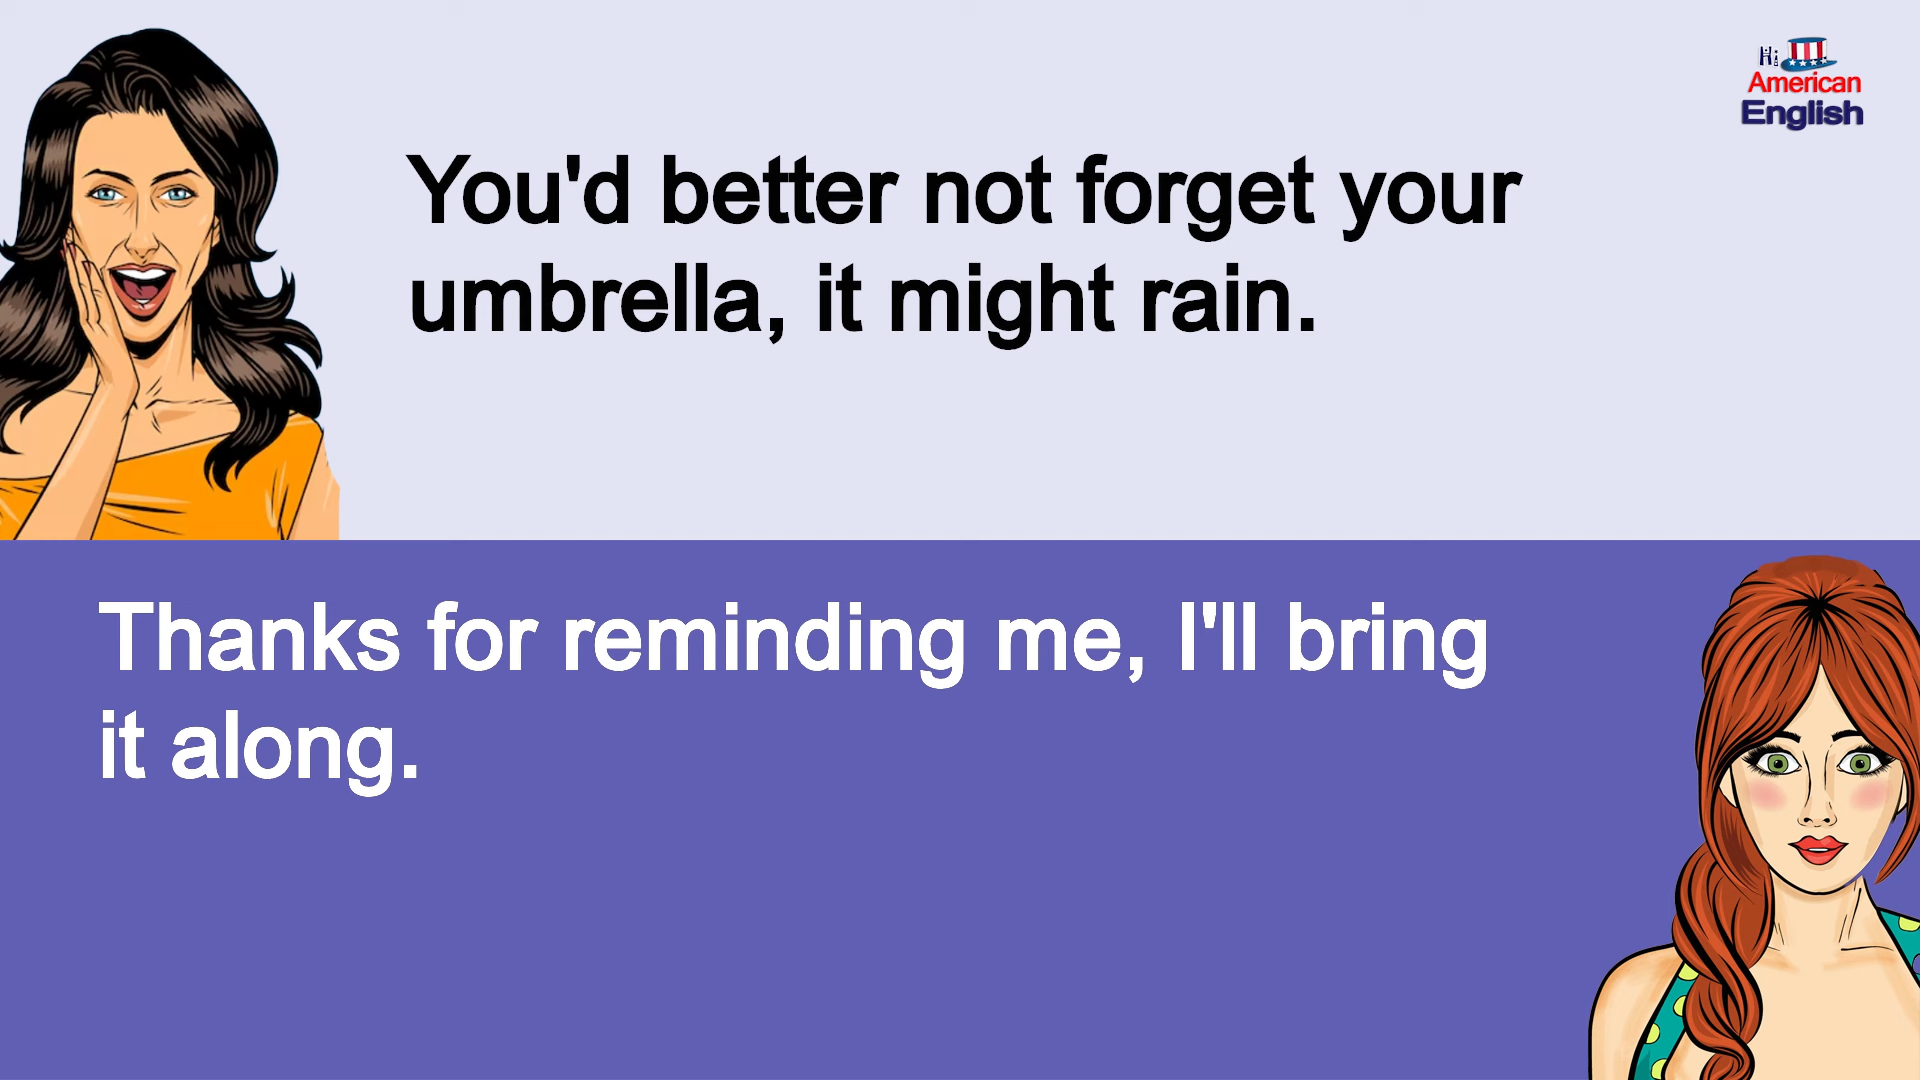 Hi
American
English
You'd better not forget your
umbrella, it might rain.
Thanks for reminding me, I'll bring
it along.